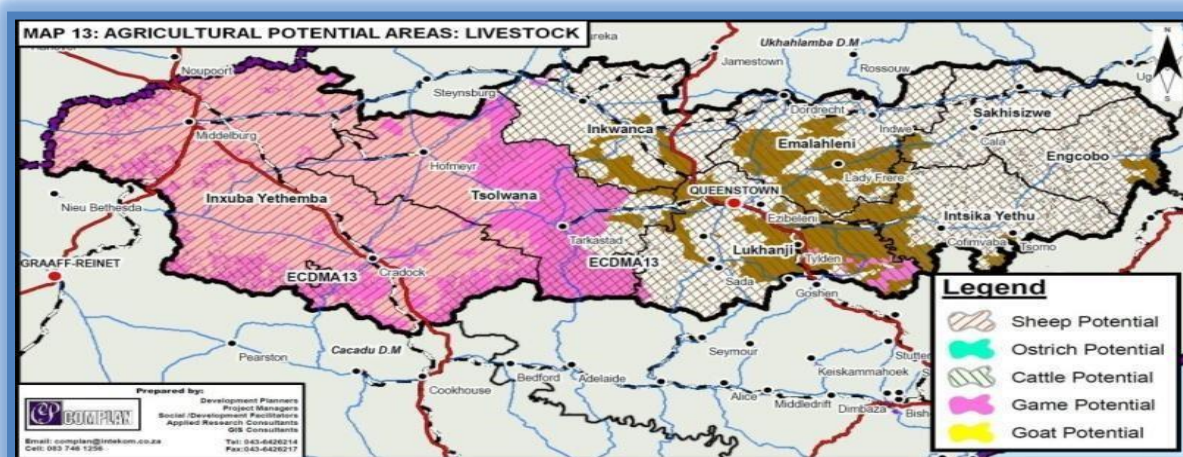 MAP 13: AGRICULTURAL POTENTIAL AREAS: LIVESTOCK
Noupoort
Steynsburg
Jamestown
Ukhahlamba D.M
Rossouw
N
S
Middelburg
Hofmeyr
Inkwanca
Dordrecht
Indwe
Emalahleni
Sakhisizwe
Cala
Engcobo
Lady Frere
Nieu Bethesda
Inxuba Yethemba
Tsolwana
QUEENSTOWN
Ezibeleni
Intsika Yethu
Cofimvaba
Tsomo
Tarkastad
Lukhanji
Tylden
GRAAFF-REINET
ECDMA13
Cradock
ECDMA13
Sada
Goshen
Pearston
Cacadu D.M
Cookhouse
Bedford
Adelaide
Seymour
Keiskammahoek
Alice
Middledrift
Dimbaza
Legend
Sheep Potential
Ostrich Potential
Cattle Potential
Game Potential
Goat Potential
Prepared by:
COMPLAN
Development Planners
Project Managers
Social /Development Facilitators
Applied Research Consultants
GIS Consultants
Email: complan@intekom.co.za
Cell: 083 746 1256
Tel: 043-6426214
Fax:043-6426217